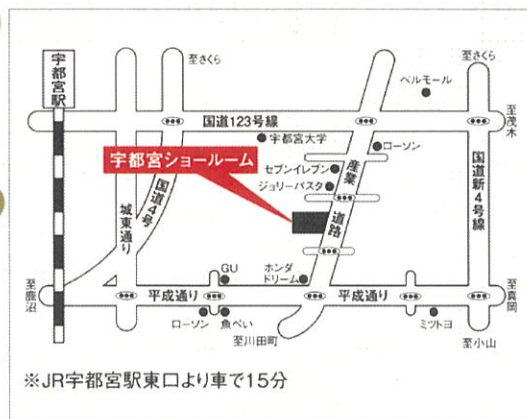 宇都宮駅
至さくら
至さくら
ベルモール
国道123号線
至茂木
宇都宮大学
ローソン
宇都宮ショールーム
セブンイレブン
ジョリーパスタ
産業道路
国道新4号線
国道4号
城東通り
至鹿沼
GU
ホンダ
ドリーム
平成通り
平成通り
至真岡
ローソン
魚べい
至川田町
ミツトヨ
至小山
※JR宇都宮駅東口より車で15分